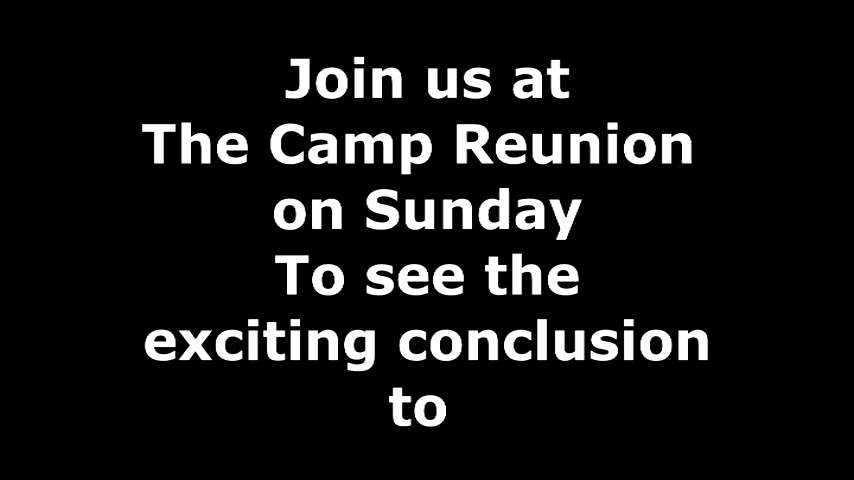 Join us at
The Camp Reunion
on Sunday
To see the
exciting conclusion
to